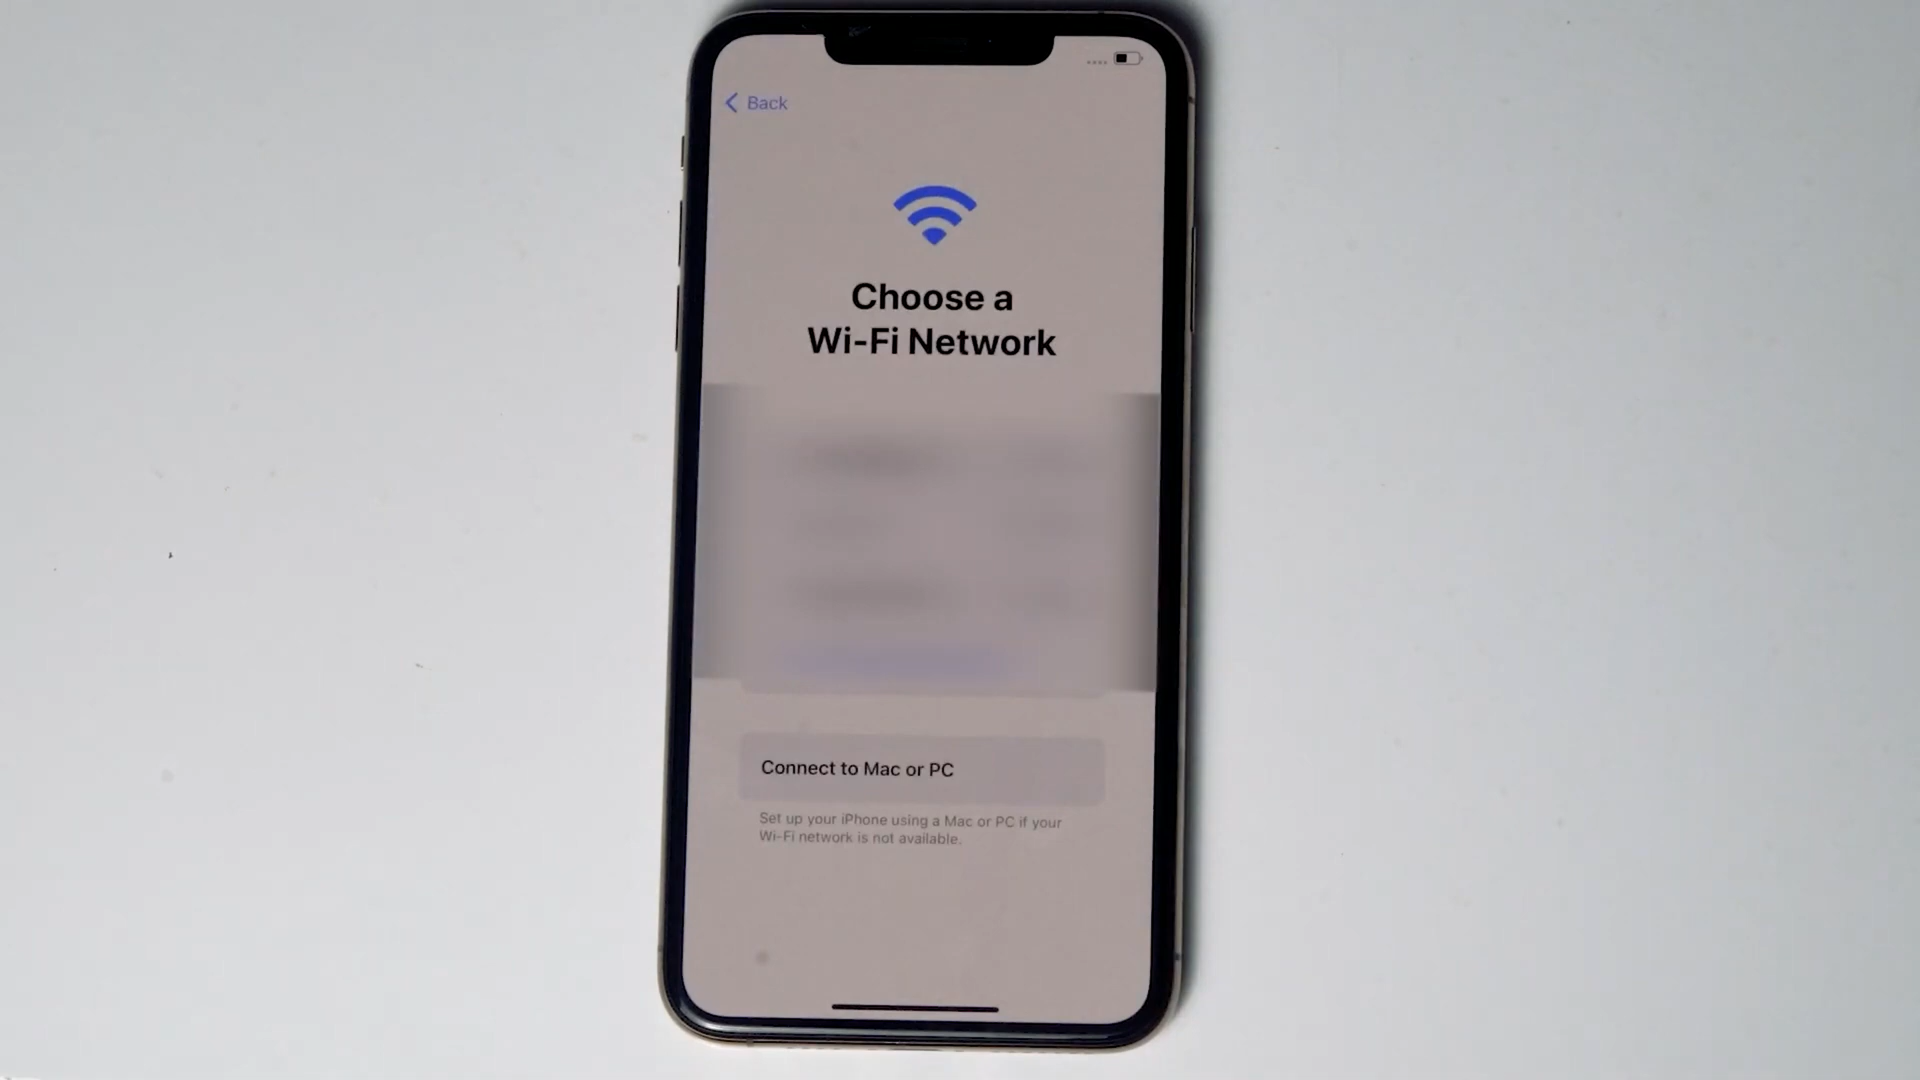 Back
Choose a
Wi-Fi Network
Connect to Mac or PC
Set up your iPhone using a Mac or PC if your
Wi-Fi network is not available.